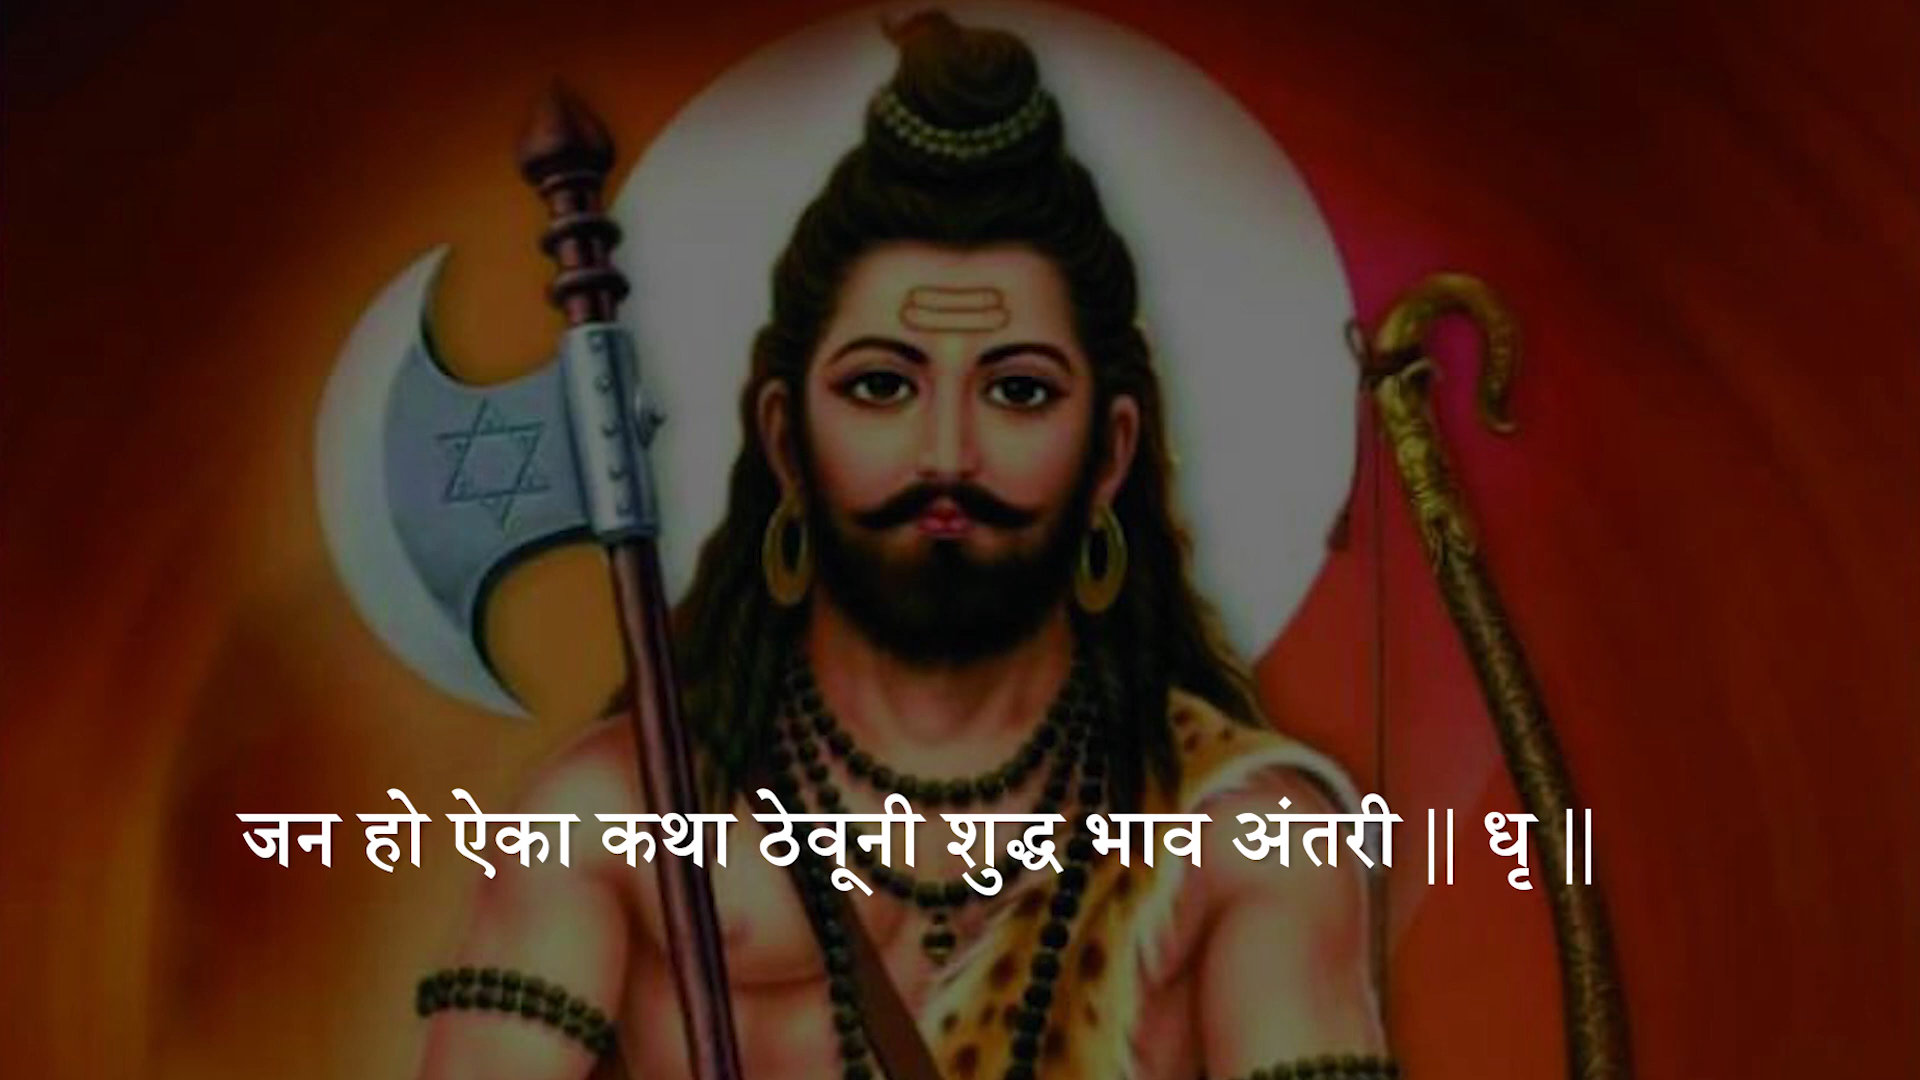 जन हो ऐका कथा ठेवूनी शुद्ध भाव अंतरी || धृ ||